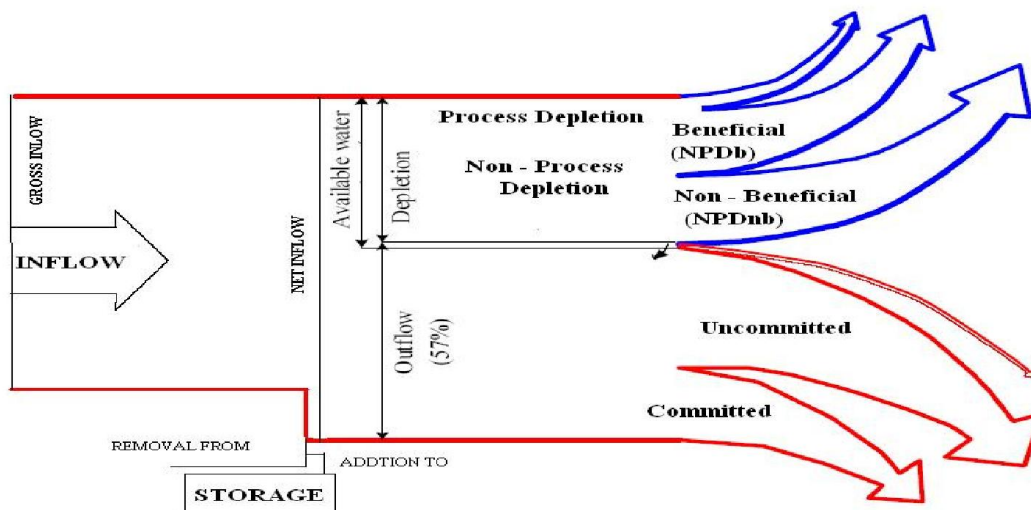 GROSS INLOW
INFLOW
NET INFLOW
Available water
Depletion
Process Depletion
Non - Process
Depletion
Beneficial
(NPDb)
Non - Beneficial
(NPDnb)
Outflow
(57%)
Uncommitted
Committed
REMOVAL FROM
ADDTION TO
STORAGE